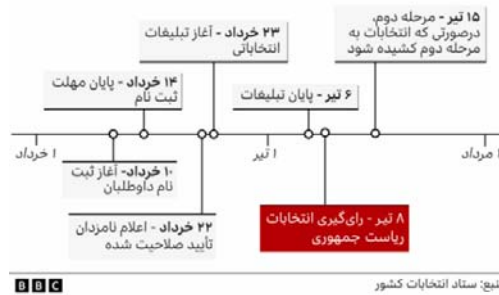 ۲۳ خرداد - آغاز تبلیغات
انتخاباتی
۱۵ تیر - مرحله دوم،
درصورتی که انتخابات به
مرحله دوم کشیده شود
۱۴ خرداد - پایان مهلت
ثبت نام
۶ تیر - پایان تبلیغات
۱ خرداد
۱ تیر
مرداد
۱۰ خرداد- آغاز ثبت
نام داوطلبان
۲۲ خرداد - اعلام نامزدان
تأیید صلاحیت شده
۸ تیر - رای‌گیری انتخابات
ریاست جمهوری
منبع: ستاد انتخابات کشور
BBC